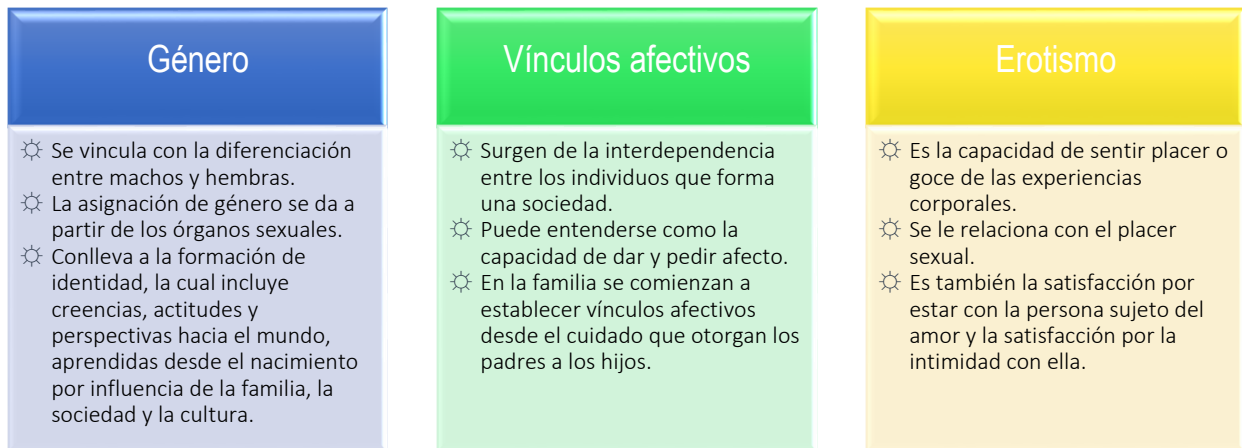 Género
Se vincula con la diferenciación
entre machos y hembras.
La asignación de género se da a
partir de los órganos sexuales.
Conlleva a la formación de
identidad, la cual incluye
creencias, actitudes y
perspectivas hacia el mundo,
aprendidas desde el nacimiento
por influencia de la familia, la
sociedad y la cultura.
Vínculos afectivos
Surgen de la interdependencia
entre los individuos que forma
una sociedad.
Puede entenderse como la
capacidad de dar y pedir afecto.
En la familia se comienzan a
establecer vínculos afectivos
desde el cuidado que otorgan los
padres a los hijos.
Erotismo
Es la capacidad de sentir placer o
goce de las experiencias
corporales.
Se le relaciona con el placer
sexual.
Es también la satisfacción por
estar con la persona sujeto del
amor y la satisfacción por la
intimidad con ella.